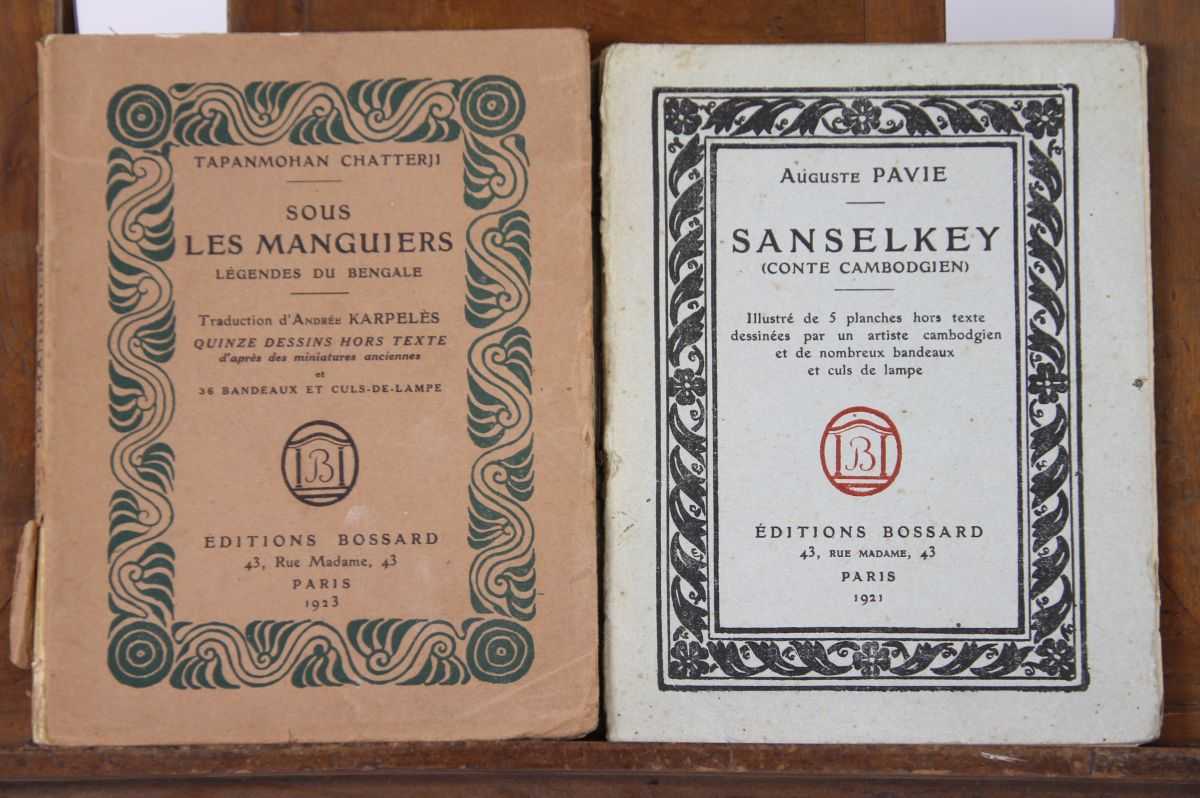 TAPANMOHAN CHATTERJI
SOUS
LES MANGUIERS
LÉGENDES DU BENGALE
Traduction d'ANDRÉE KARPELÈS
QUINZE DESSINS HORS TEXTE
d'après des miniatures anciennes
et
36 BANDEAUX ET CULS-DE-LAMPE
B
ÉDITIONS BOSSARD
43, Rue Madame, 43
PARIS
1923
AUGUSTE PAVIE
SANSELKEY
(CONTE CAMBODGIEN)
Illustré de 5 planches hors texte
dessinées par un artiste cambodgien
et de nombreux bandeaux
et culs de lampe
B
ÉDITIONS BOSSARD
43, RUE MADAME, 43
PARIS
1921